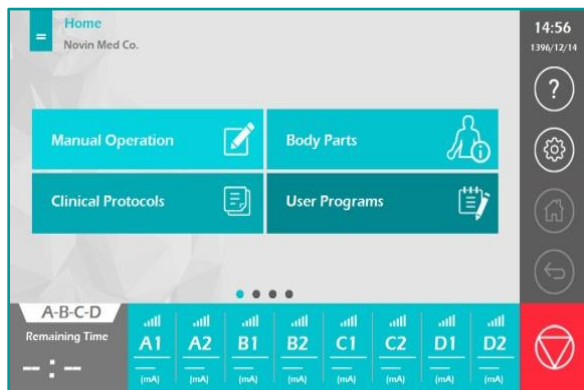 Home
Novin Med Co.
14:56
1396/12/14
?
Manual Operation
Body Parts
Clinical Protocols
User Programs
A-B-C-D
Remaining Time
--:--
A1 A2 B1 B2 C1 C2 D1 D2
(mA) (mA) (mA) (mA) (mA) (mA) (mA) (mA)